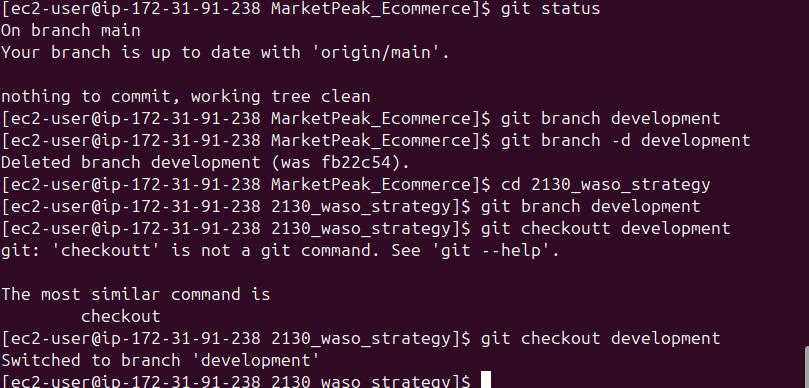 [ec2-user@ip-172-31-91-238 MarketPeak_Ecommerce]$ git status
On branch main
Your branch is up to date with 'origin/main'.
nothing to commit, working tree clean
[ec2-user@ip-172-31-91-238 MarketPeak_Ecommerce]$ git branch development
[ec2-user@ip-172-31-91-238 MarketPeak_Ecommerce]$ git branch -d development
Deleted branch development (was fb22c54).
[ec2-user@ip-172-31-91-238 MarketPeak_Ecommerce]$ cd 2130_waso_strategy
[ec2-user@ip-172-31-91-238 2130_waso_strategy]$ git branch development
[ec2-user@ip-172-31-91-238 2130_waso_strategy]$ git checkoutt development
git: 'checkoutt' is not a git command. See 'git --help'.
The most similar command is
checkout
[ec2-user@ip-172-31-91-238 2130_waso_strategy]$ git checkout development
Switched to branch 'development'
[ec2-user@ip-172-31-91-238 2130_waso_strategy]$